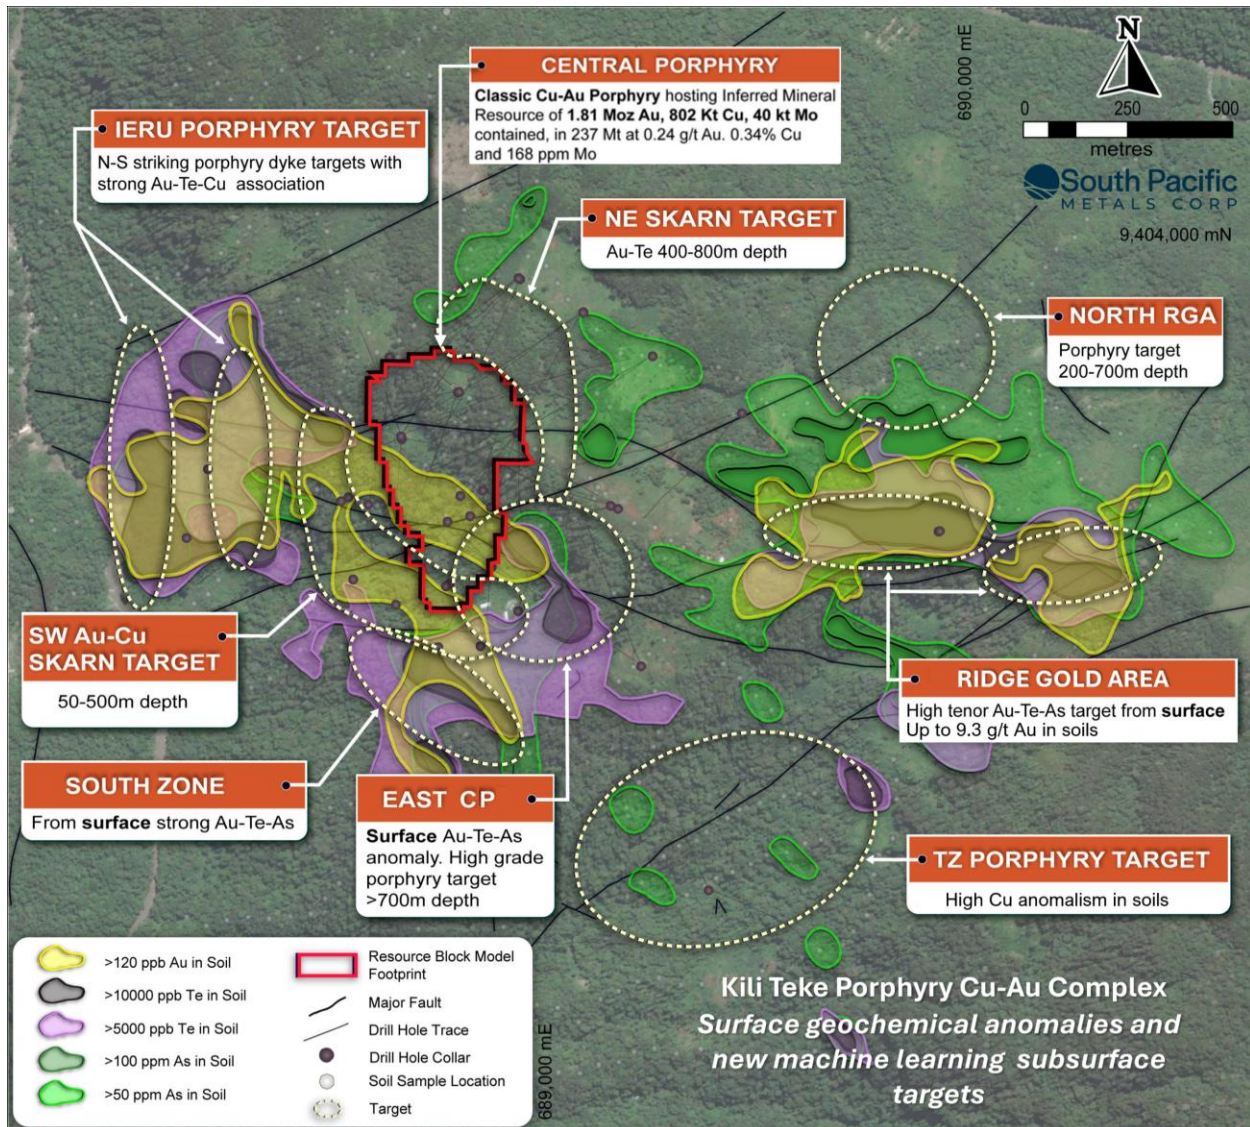 CENTRAL PORPHYRY
Classic Cu-Au Porphyry hosting Inferred Mineral
Resource of 1.81 Moz Au, 802 Kt Cu, 40 kt Mo
contained, in 237 Mt at 0.24 g/t Au. 0.34% Cu
and 168 ppm Mo
690,000 mE
N
0
250
500
metres
South Pacific
METALS CORP
9,404,000 mN
IERU PORPHYRY TARGET
N-S striking porphyry dyke targets with
strong Au-Te-Cu association
NE SKARN TARGET
Au-Te 400-800m depth
NORTH RGA
Porphyry target
200-700m depth
SW Au-Cu
SKARN TARGET
50-500m depth
RIDGE GOLD AREA
High tenor Au-Te-As target from surface
Up to 9.3 g/t Au in soils
SOUTH ZONE
From surface strong Au-Te-As
EAST CP
Surface Au-Te-As
anomaly. High grade
porphyry target
>700m depth
TZ PORPHYRY TARGET
High Cu anomalism in soils
>120 ppb Au in Soil
>10000 ppb Te in Soil
>5000 ppb Te in Soil
>100 ppm As in Soil
>50 ppm As in Soil
Resource Block Model
Footprint
Major Fault
Drill Hole Trace
Drill Hole Collar
Soil Sample Location
Target
689,000 mE
Kili Teke Porphyry Cu-Au Complex
Surface geochemical anomalies and
new machine learning subsurface
targets